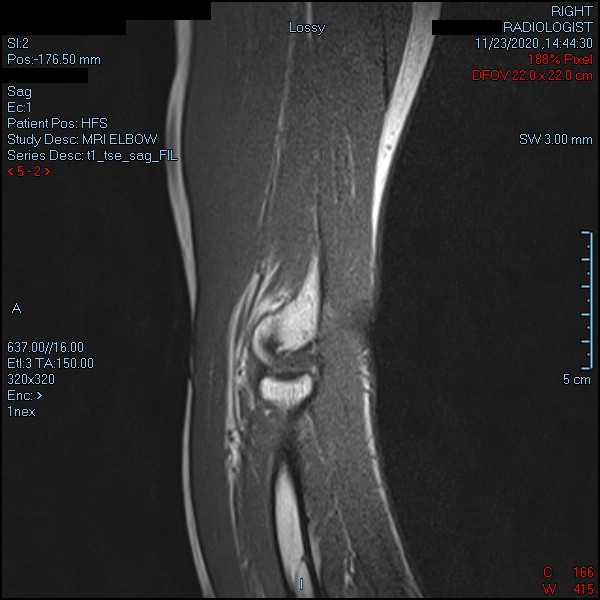 Lossy
RIGHT
RADIOLOGIST
11/23/2020 ,14:44:30
188% Pixel
DFOV 22.0 x 22.0 cm
SI:2
Pos:-176.50 mm
Sag
Ec:1
Patient Pos: HFS
Study Desc: MRI ELBOW
Series Desc: t1_tse_sag_FIL
< 5 - 2 >
SW 3.00 mm
A
637.00//16.00
Etl:3 TA:150.00
320x320
Enc: >
1nex
5 cm
I
C 166
W 415